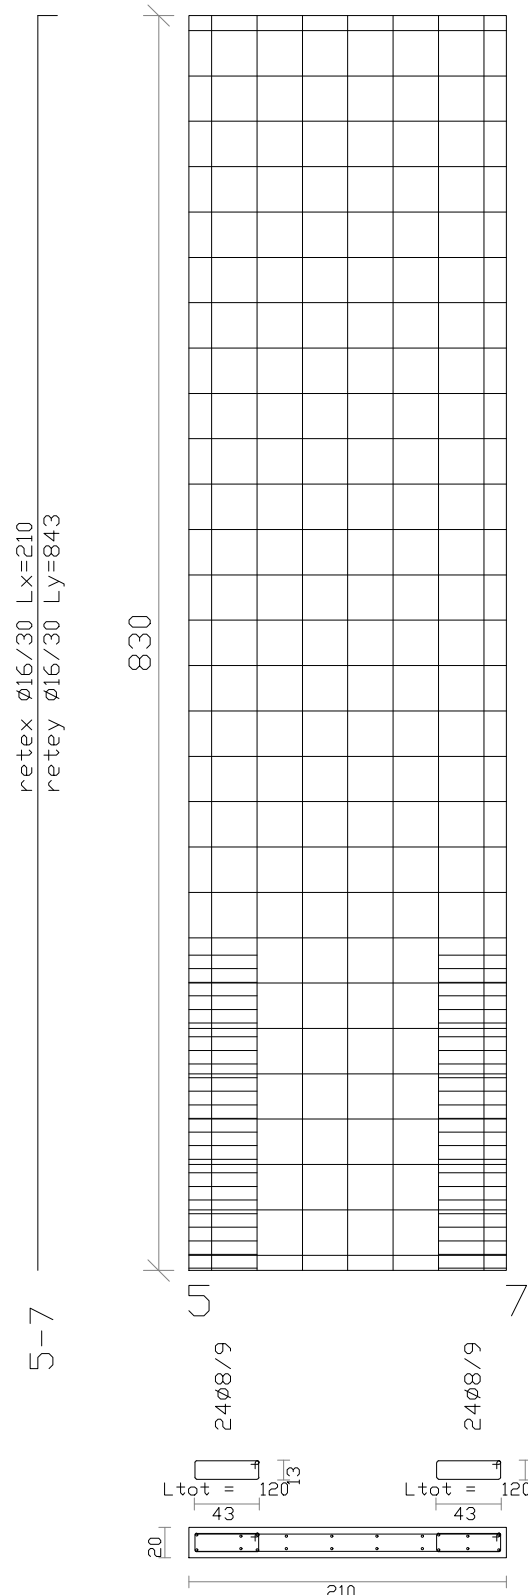 retex ø16/30 Lx=210
retey ø16/30 Ly=843
830
5-7
5 7
24ø8/9 24ø8/9
13
Ltot = 120 Ltot = 120
43 43
20
210